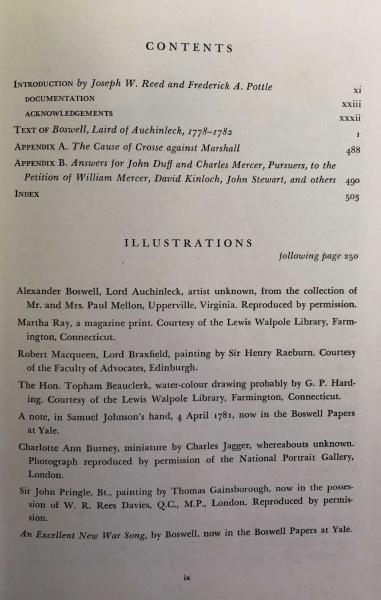 CONTENTS
INTRODUCTION by Joseph W. Reed and Frederick A. Pottle xi
DOCUMENTATION xxiii
ACKNOWLEDGEMENTS xxxii
TEXT OF Boswell, Laird of Auchinleck, 1778–1782 1
APPENDIX A. The Cause of Crosse against Marshall 488
APPENDIX B. Answers for John Duff and Charles Mercer, Pursuers, to the
Petition of William Mercer, David Kinloch, John Stewart, and others 490
INDEX 503
ILLUSTRATIONS
following page 250
Alexander Boswell, Lord Auchinleck, artist unknown, from the collection of
Mr. and Mrs. Paul Mellon, Upperville, Virginia. Reproduced by permission.
Martha Ray, a magazine print. Courtesy of the Lewis Walpole Library, Farm-
ington, Connecticut.
Robert Macqueen, Lord Braxfield, painting by Sir Henry Raeburn. Courtesy
of the Faculty of Advocates, Edinburgh.
The Hon. Topham Beauclerk, water-colour drawing probably by G. P. Hard-
ing. Courtesy of the Lewis Walpole Library, Farmington, Connecticut.
A note, in Samuel Johnson's hand, 4 April 1781, now in the Boswell Papers
at Yale.
Charlotte Ann Burney, miniature by Charles Jagger, whereabouts unknown.
Photograph reproduced by permission of the National Portrait Gallery,
London.
Sir John Pringle, Bt., painting by Thomas Gainsborough, now in the posses-
sion of W. R. Rees Davies, Q.C., M.P., London. Reproduced by permis-
sion.
An Excellent New War Song, by Boswell, now in the Boswell Papers at Yale.
ix